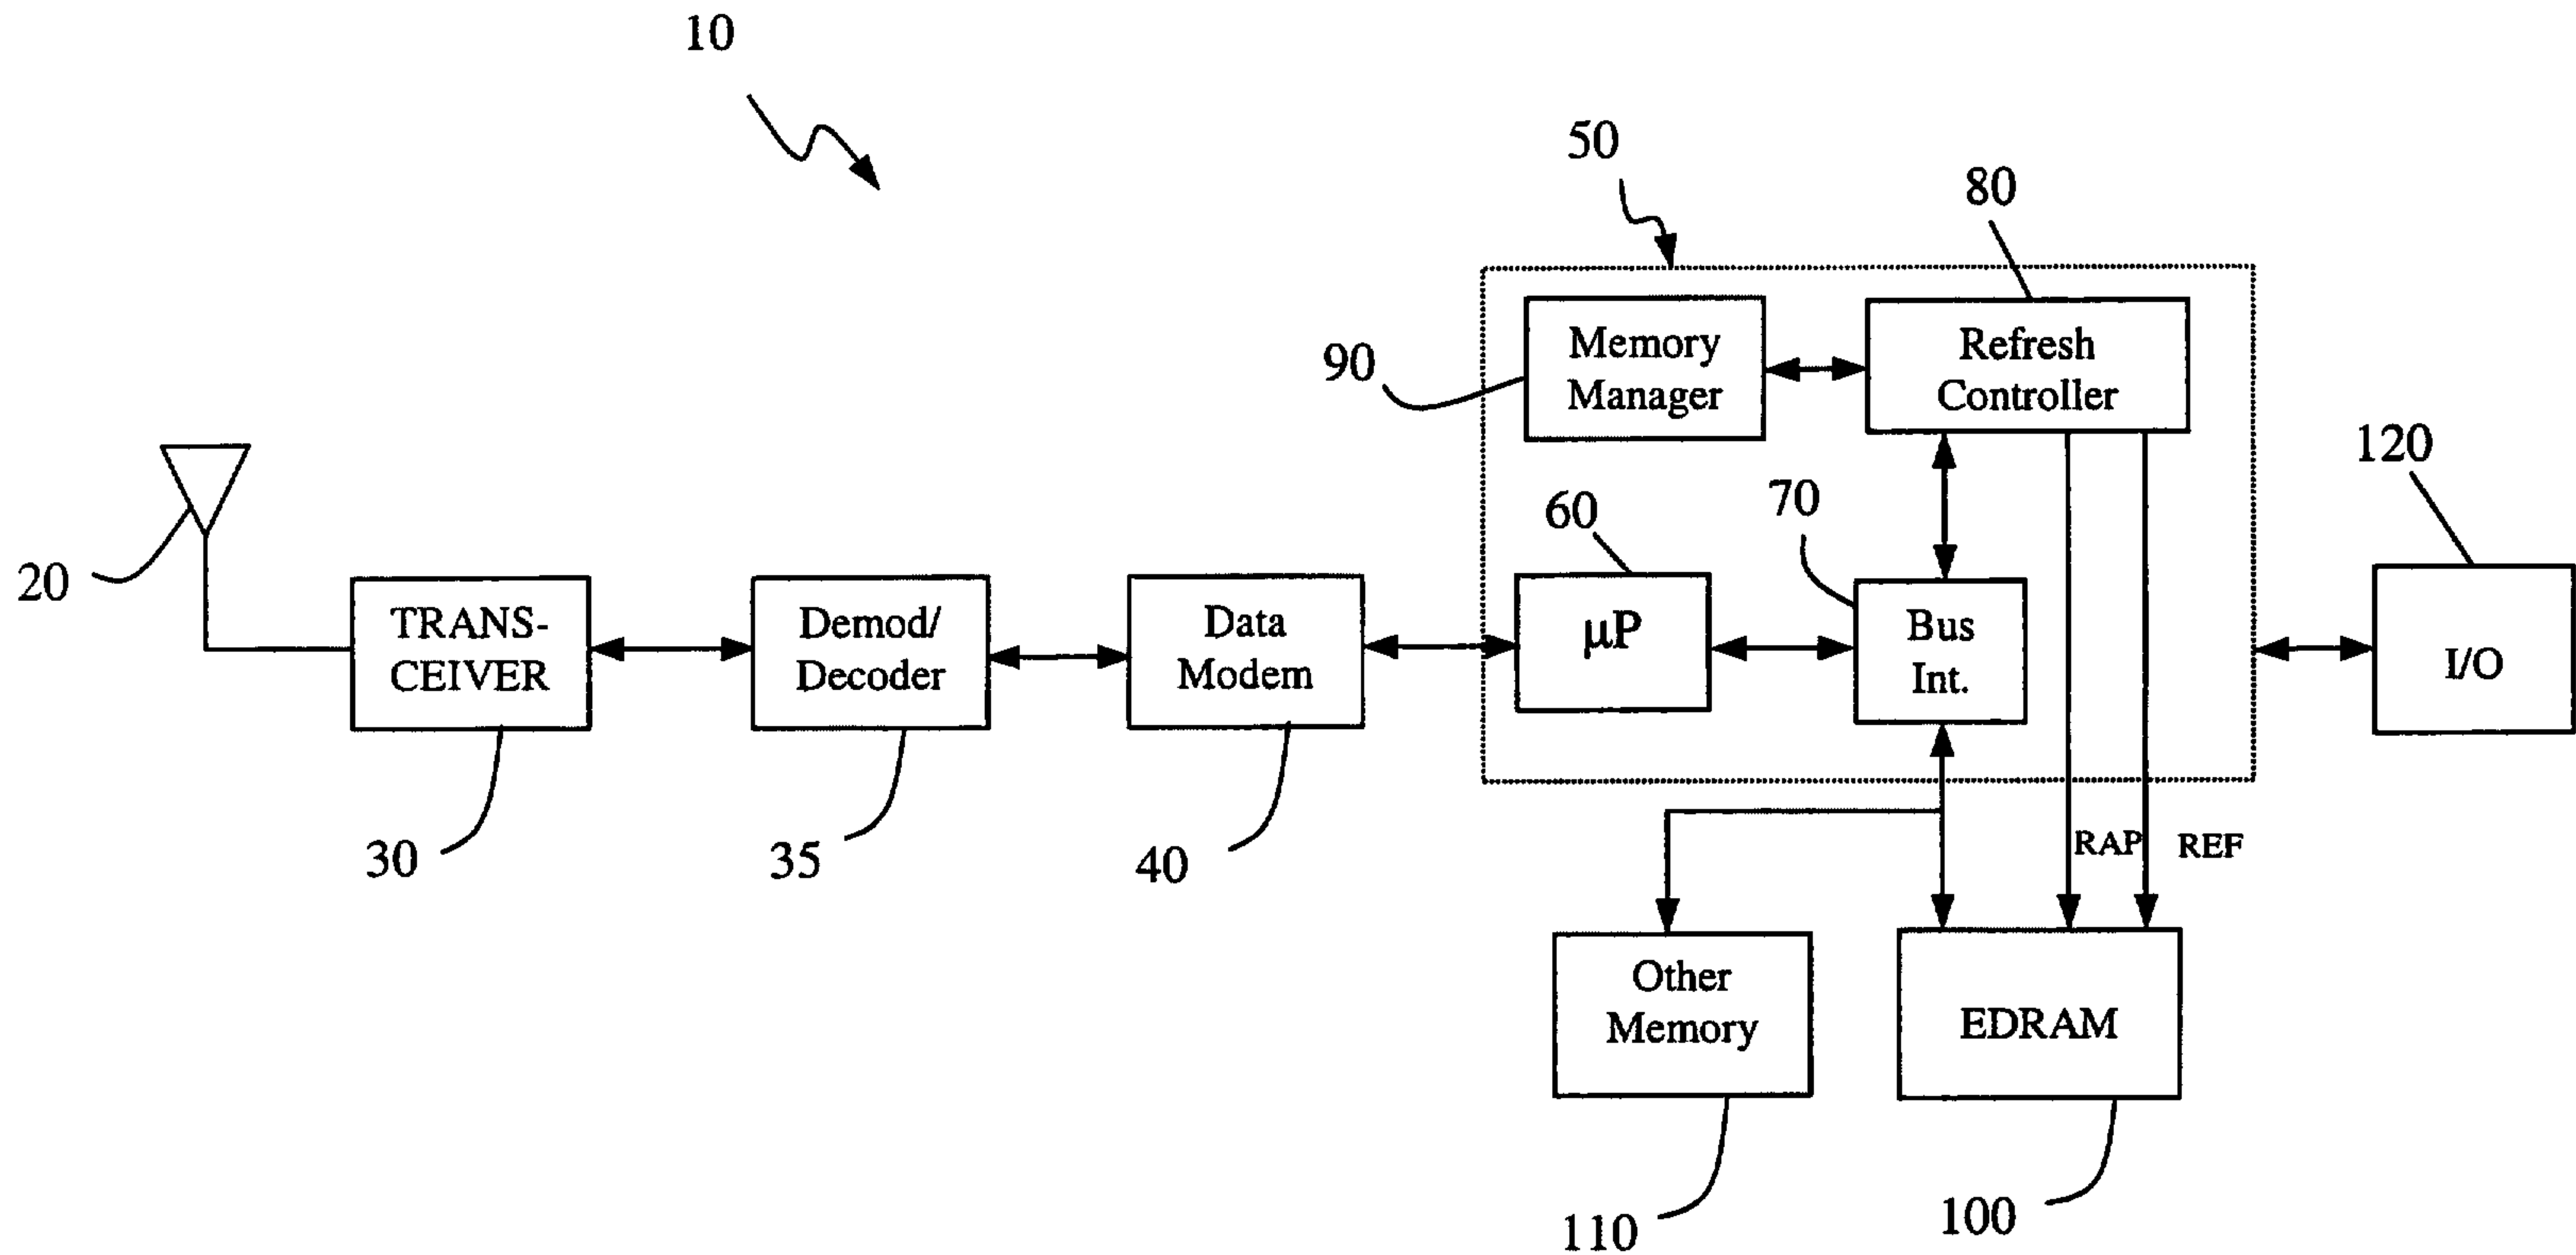 10
50
80
Memory
Manager
Refresh
Controller
90
120
60
70
20
TRANS-
CEIVER
Demod/
Decoder
Data
Modem
µP
Bus
Int.
I/O
RAP
REF
30
35
40
Other
Memory
EDRAM
110
100